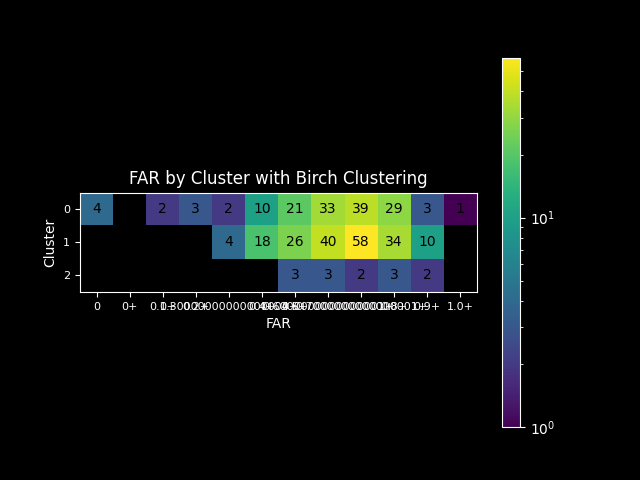 FAR by Cluster with Birch Clustering
Cluster
0 4 2 3 2 10 21 33 39 29 3 1
1 4 18 26 40 58 34 10
2 3 3 2 3 2
0 0+ 0.9+ 1.0+
FAR
10^1
10^0